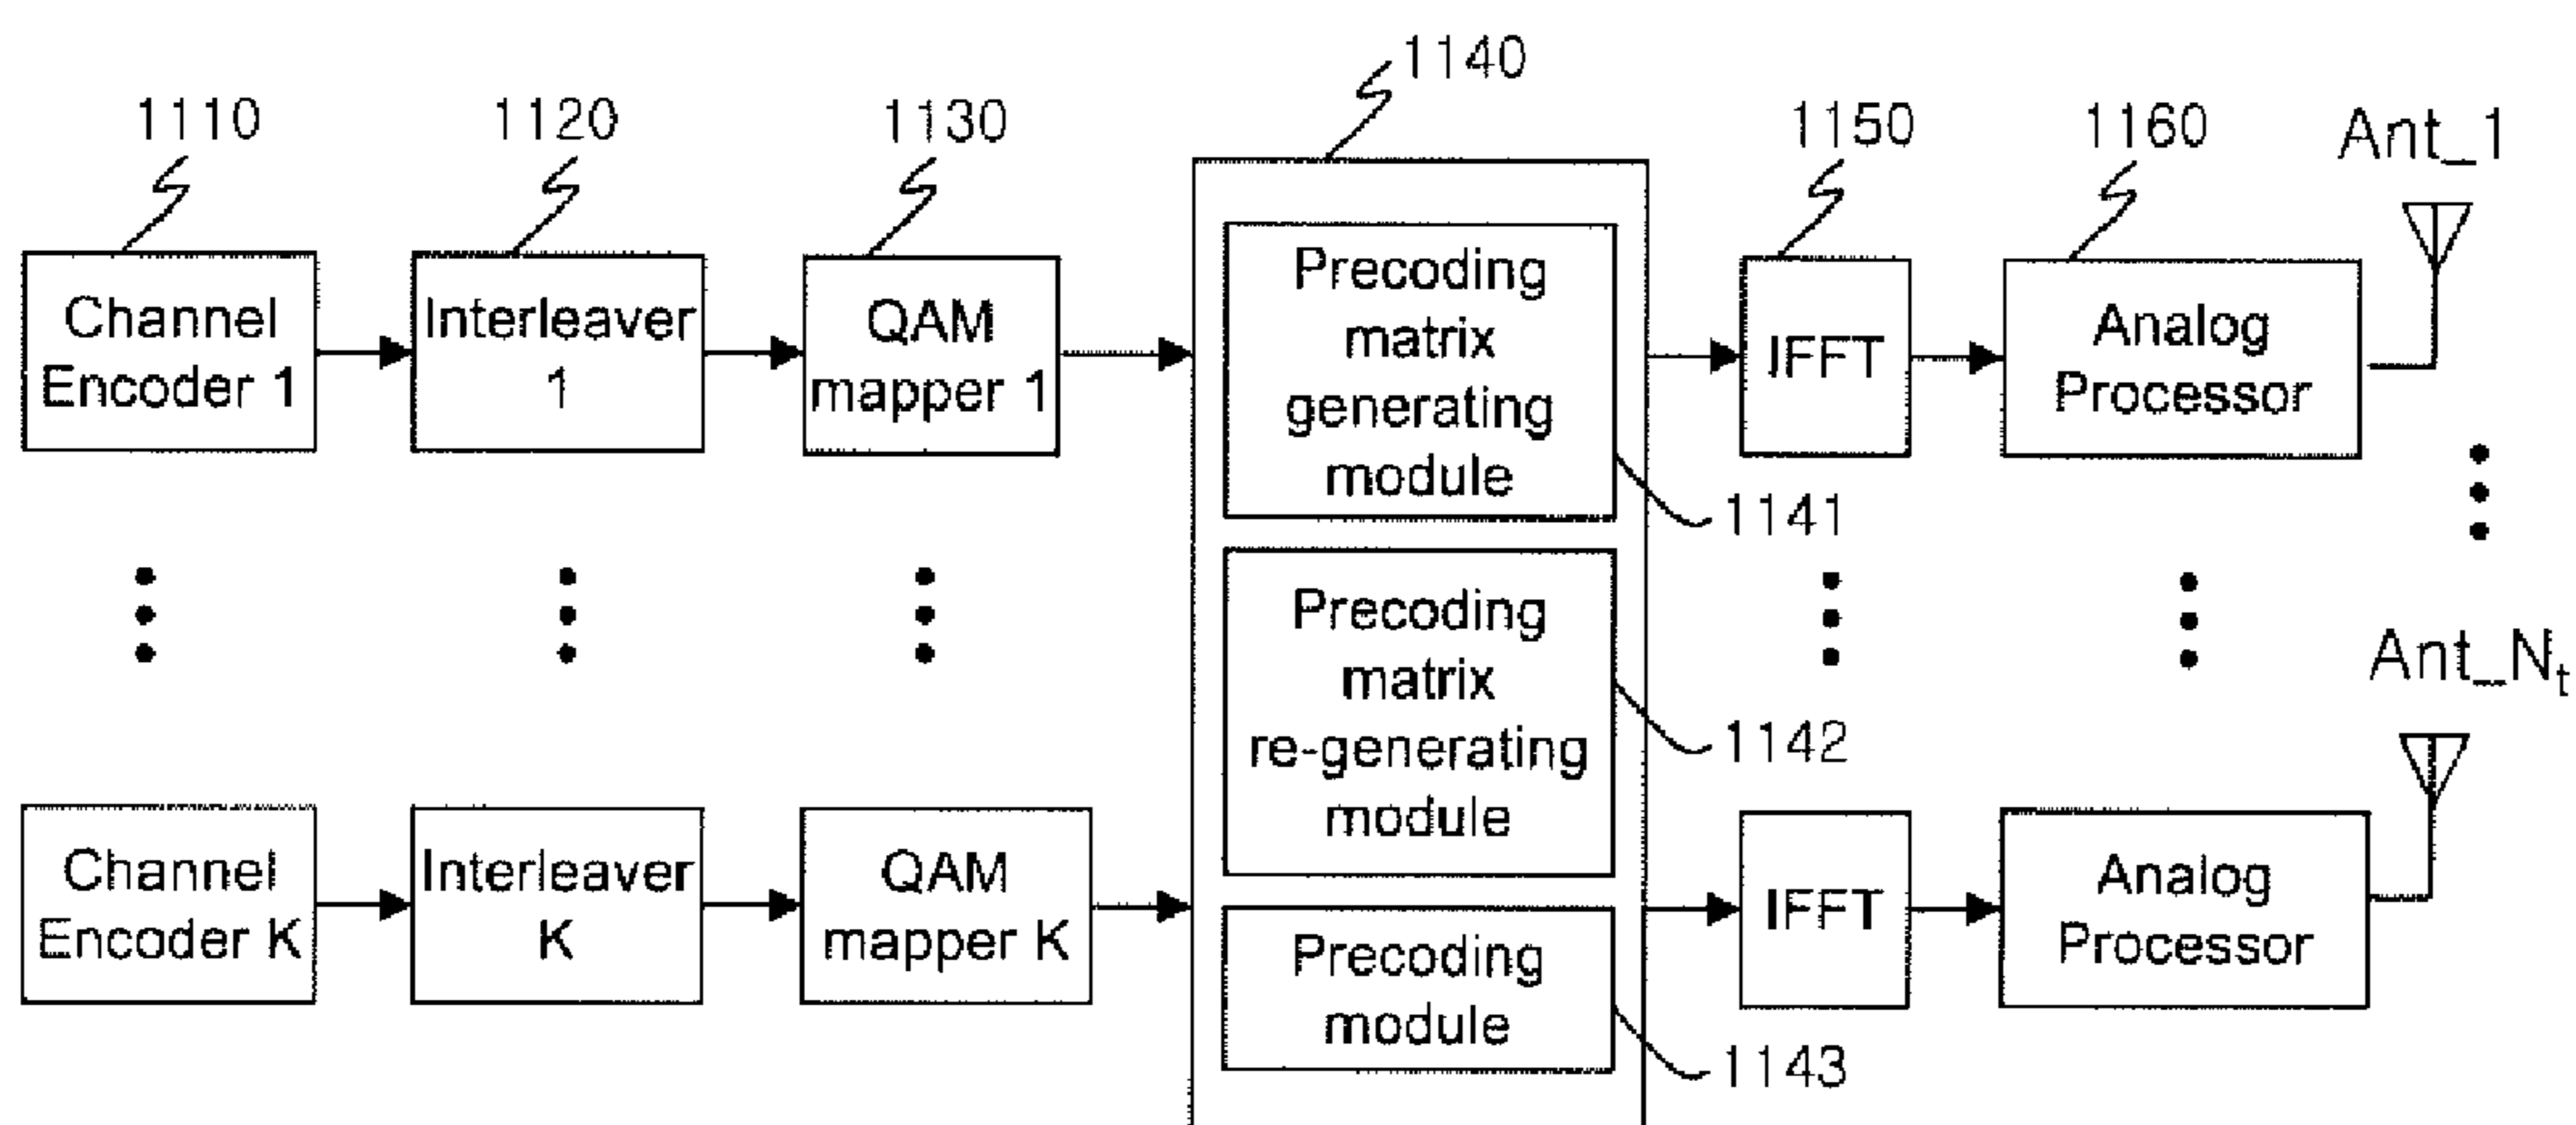 1110
1120
1130
1140
1150
1160
Ant_1
Channel
Encoder 1
Interleaver
1
QAM
mapper 1
Precoding
matrix
generating
module
1141
IFFT
Analog
Processor
Precoding
matrix
re-generating
module
1142
Ant_Nt
Channel
Encoder K
Interleaver
K
QAM
mapper K
Precoding
module
1143
IFFT
Analog
Processor